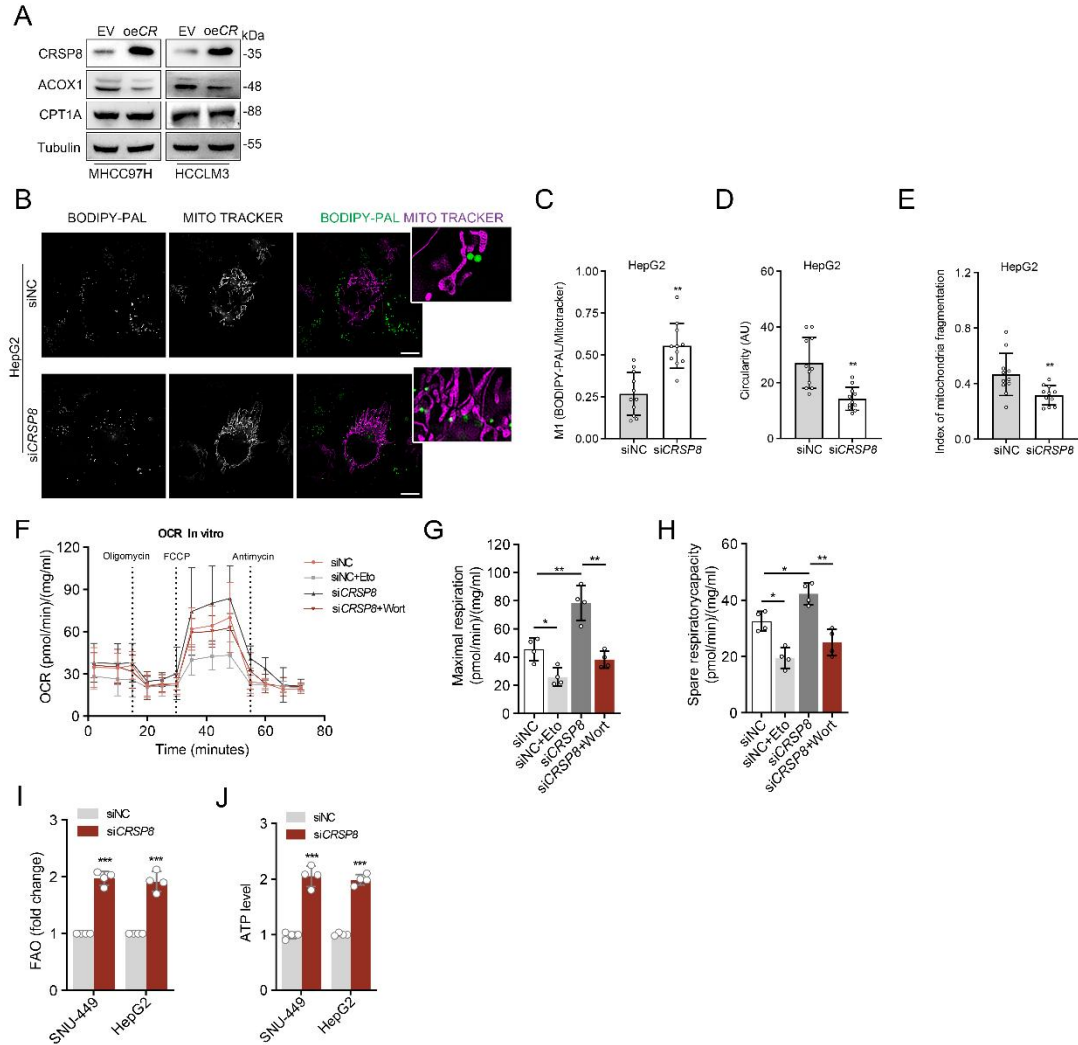 A
EV oeCR EV oeCR kDa
CRSP8 -35
ACOX1 -48
CPT1A -88
Tubulin -55
MHCC97H HCCLM3
B
BODIPY-PAL MITO TRACKER BODIPY-PAL MITO TRACKER
HepG2
siNC
siCRSP8
C
HepG2
**
M1 (BODIPY-PAL/Mitotracker)
1.00
0.75
0.50
0.25
0.00
siNC siCRSP8
D
HepG2
**
Circularity (AU)
60
40
20
0
siNC siCRSP8
E
HepG2
**
Index of mitochondria fragmentation
1.2
0.8
0.4
0.0
siNC siCRSP8
F
OCR In vitro
Oligomycin FCCP Antimycin
siNC
siNC+Eto
siCRSP8
siCRSP8+Wort
OCR (pmol/min)/(mg/ml)
120
90
60
30
0
0 20 40 60 80
Time (minutes)
G
** **
*
Maximal respiration
(pmol/min)/(mg/ml)
100
80
60
40
20
0
siNC
siNC+Eto
siCRSP8
siCRSP8+Wort
H
* **
*
Spare respiratorycapacity
(pmol/min)/(mg/ml)
60
40
20
0
siNC
siNC+Eto
siCRSP8
siCRSP8+Wort
I
siNC
siCRSP8
*** ***
FAO (fold change)
3
2
1
0
SNU-449
HepG2
J
siNC
siCRSP8
*** ***
ATP level
3
2
1
0
SNU-449
HepG2